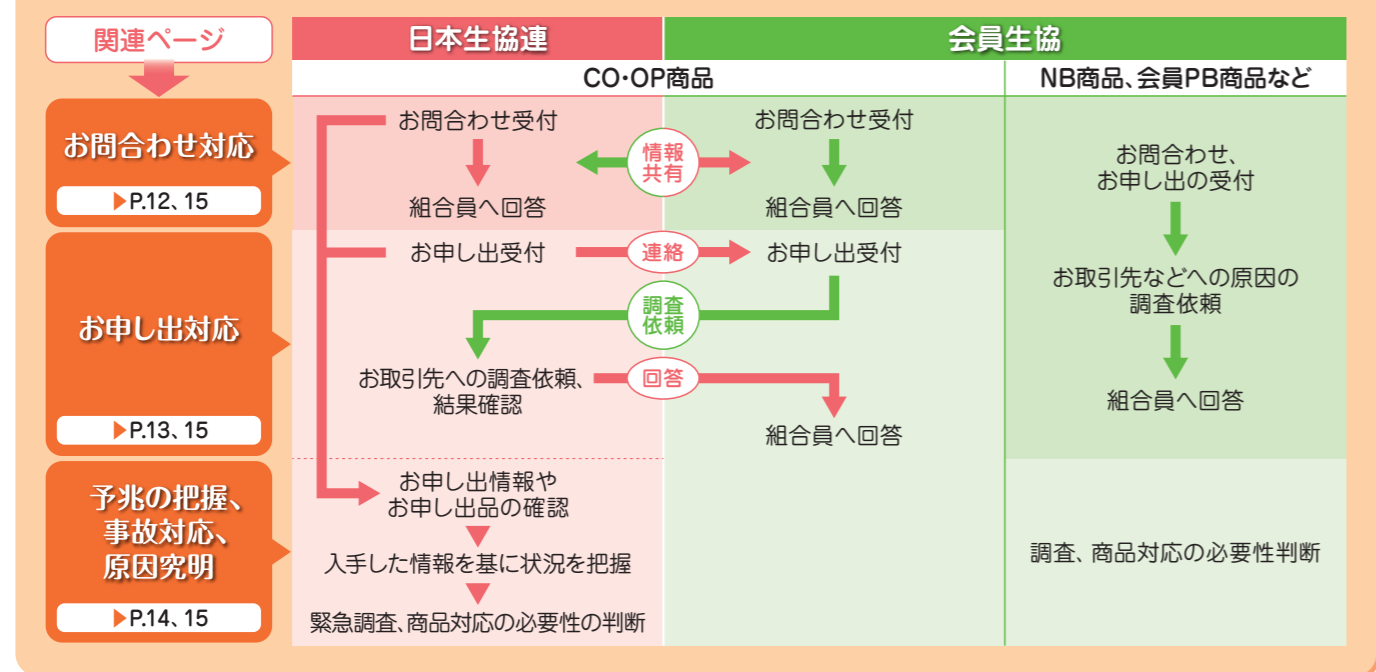 関連ページ
日本生協連
会員生協
CO・OP商品
NB商品、会員PB商品など
お問合わせ対応
▶P.12、15
お問合わせ受付
組合員へ回答
情報
共有
お問合わせ受付
組合員へ回答
お問合わせ、
お申し出の受付
お取引先などへの原因の
調査依頼
組合員へ回答
お申し出対応
▶P.13、15
お申し出受付
連絡
お申し出受付
調査
依頼
お取引先への調査依頼、
結果確認
回答
組合員へ回答
予兆の把握、
事故対応、
原因究明
▶P.14、15
お申し出情報や
お申し出品の確認
入手した情報を基に状況を把握
緊急調査、商品対応の必要性の判断
調査、商品対応の必要性判断